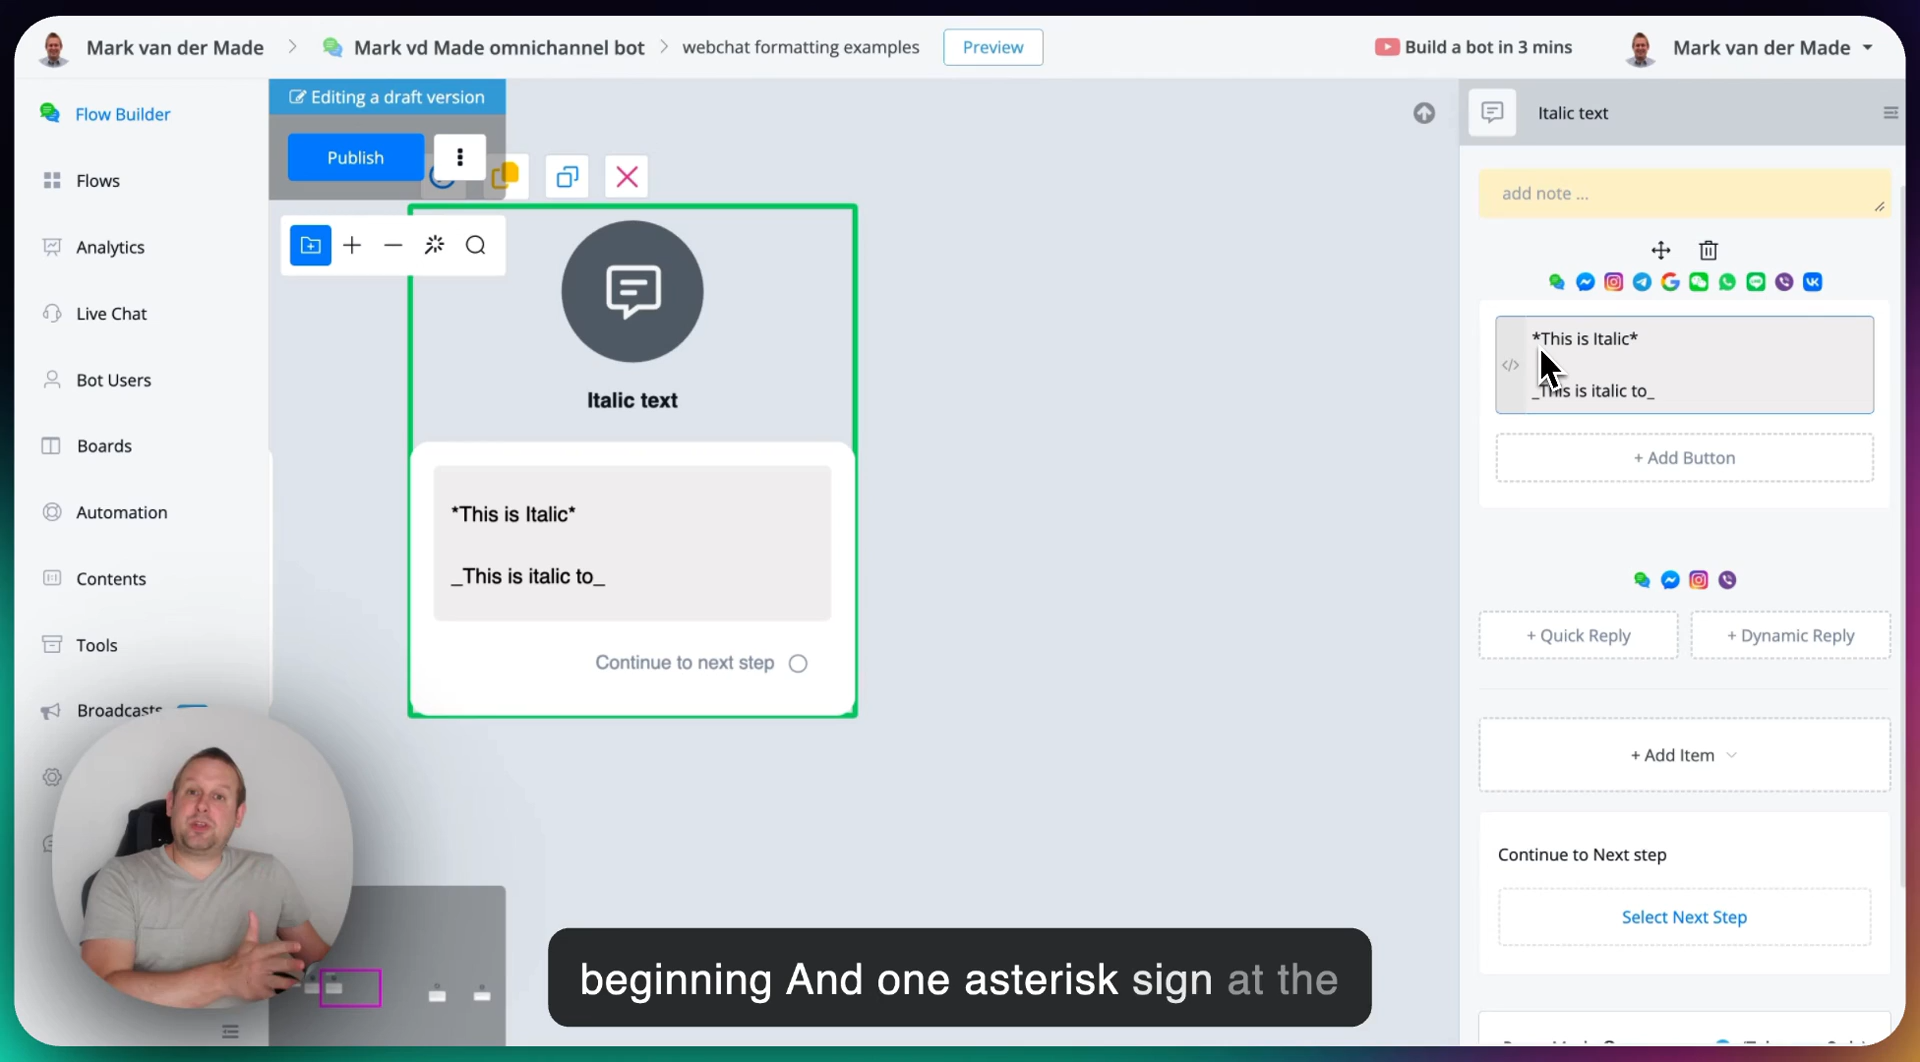 Mark van der Made
Mark vd Made omnichannel bot
webchat formatting examples
Preview
Build a bot in 3 mins
Mark van der Made
Flow Builder
Flows
Analytics
Live Chat
Bot Users
Boards
Automation
Contents
Tools
Broadcasts
Editing a draft version
Publish
Italic text
*This is Italic*
_This is italic to_
Continue to next step
Italic text
add note ...
*This is Italic*
_This is italic to_
+ Add Button
+ Quick Reply
+ Dynamic Reply
+ Add Item
Continue to Next step
Select Next Step
beginning And one asterisk sign at the